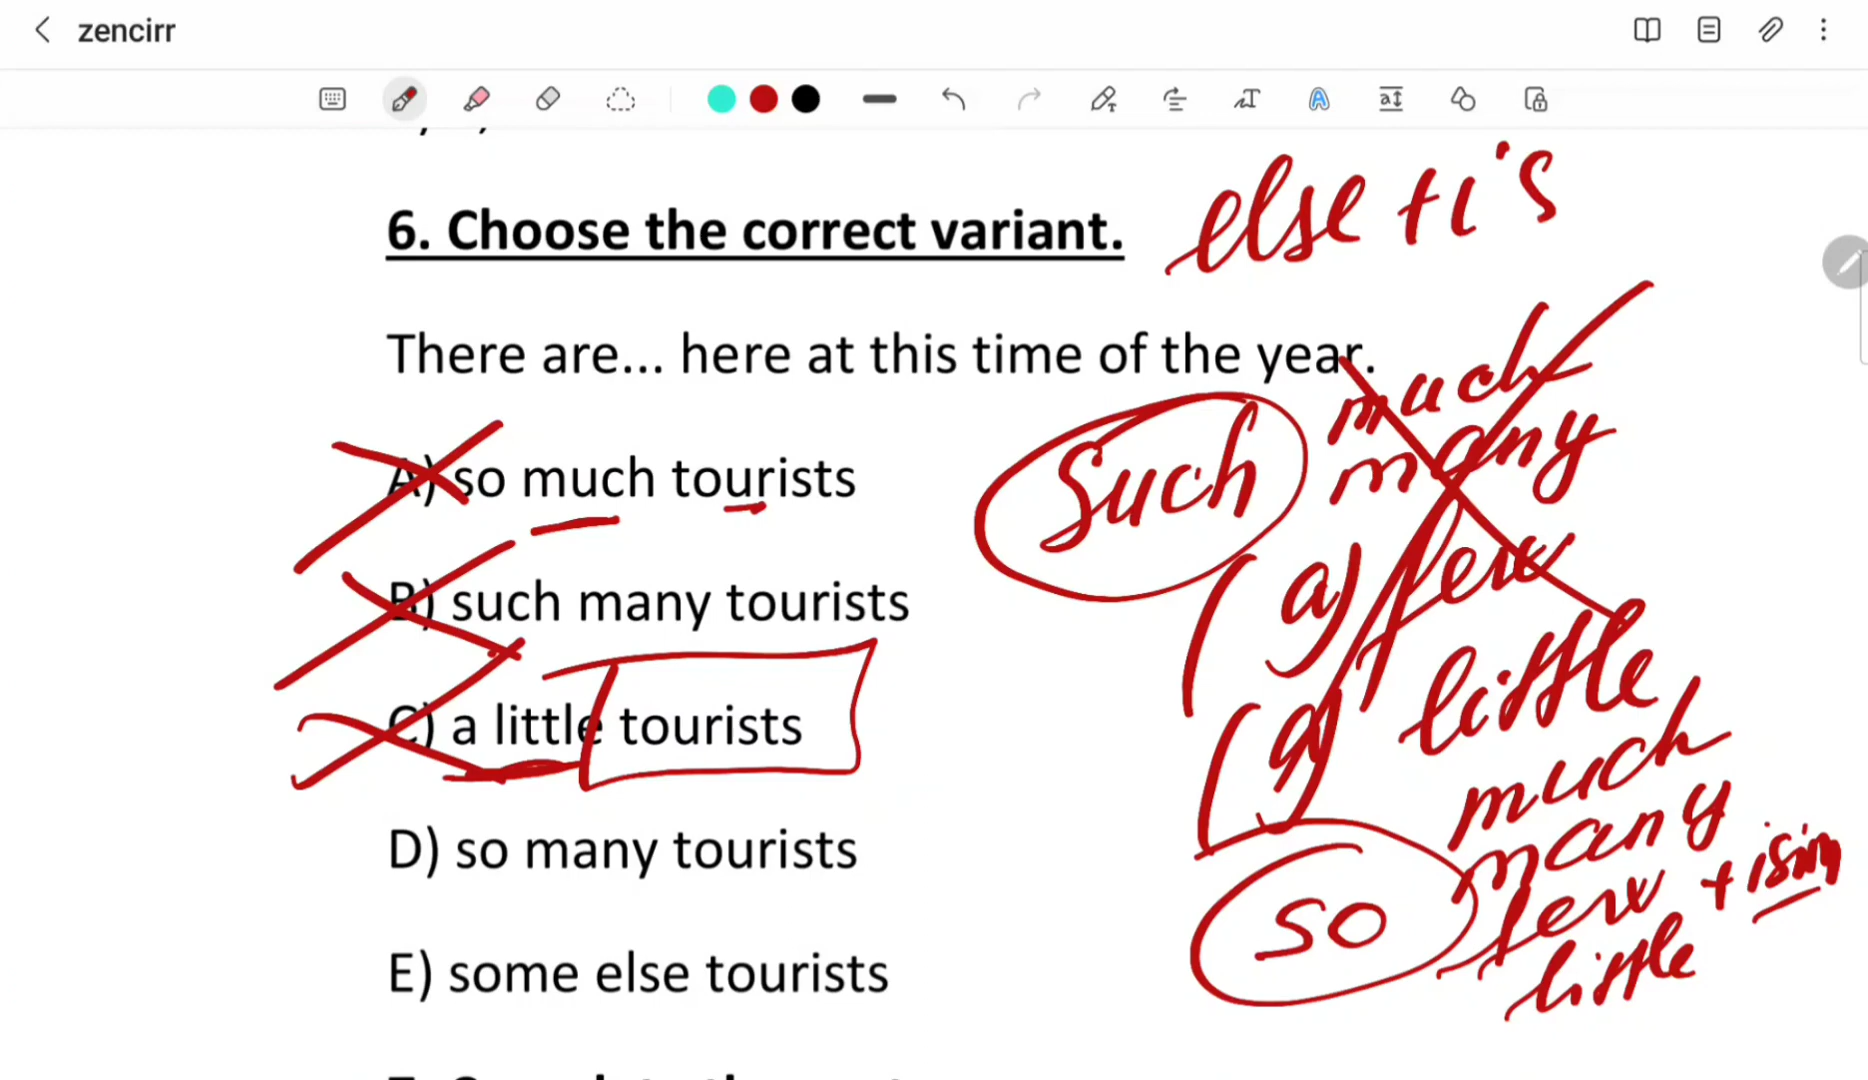 zencirr
6. Choose the correct variant.
else + i's
There are... here at this time of the year.
A) so much tourists
B) such many tourists
C) a little tourists
D) so many tourists
E) some else tourists
Such
much
many
(a) few
(a) little
so
much
many
few + isim
little